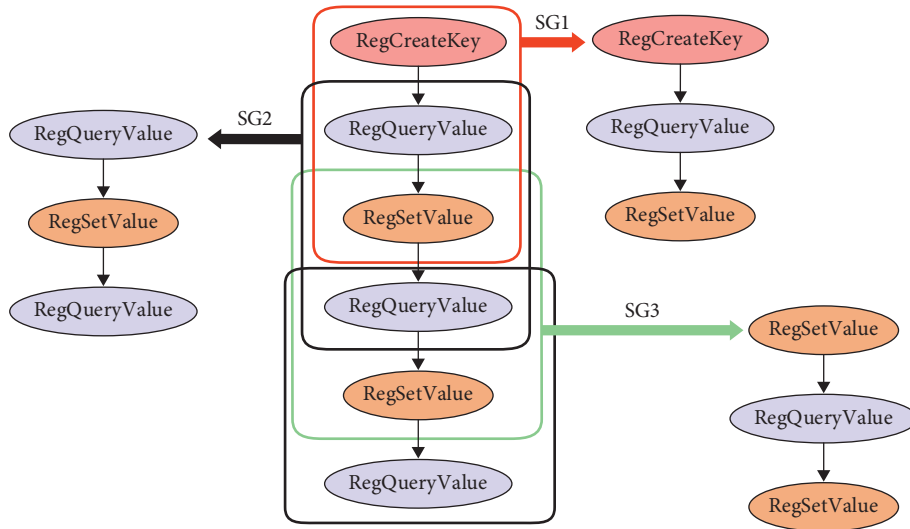 RegCreateKey
SG1
RegCreateKey
RegQueryValue
SG2
RegQueryValue
RegQueryValue
RegSetValue
RegSetValue
RegSetValue
RegQueryValue
RegQueryValue
SG3
RegSetValue
RegSetValue
RegQueryValue
RegQueryValue
RegSetValue